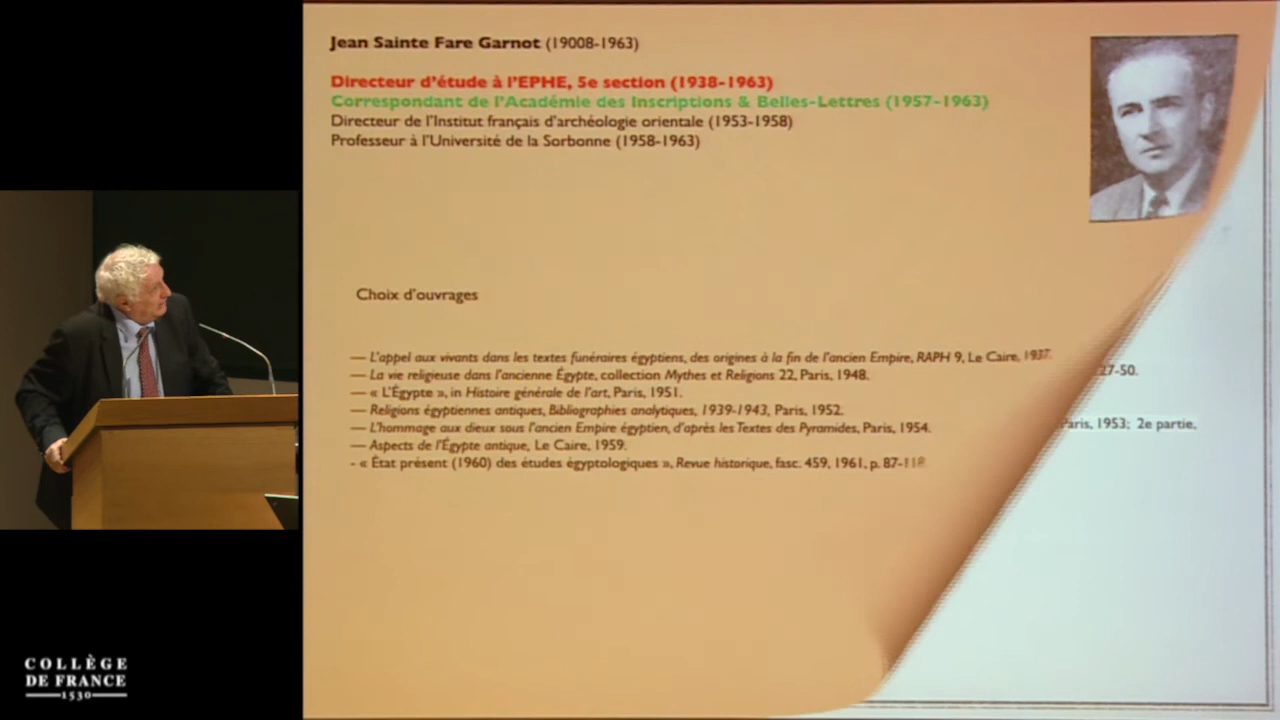 Jean Sainte Fare Garnot (19008-1963)
Directeur d'étude à l'EPHE, 5e section (1938-1963)
Correspondant de l'Académie des Inscriptions & Belles-Lettres (1957-1963)
Directeur de l'Institut français d'archéologie orientale (1953-1958)
Professeur à l'Université de la Sorbonne (1958-1963)
Choix d'ouvrages
— L'appel aux vivants dans les textes funéraires égyptiens, des origines à la fin de l'ancien Empire, RAPH 9, Le Caire, 1937.
— La vie religieuse dans l'ancienne Égypte, collection Mythes et Religions 22, Paris, 1948.
27-50.
— « L'Égypte », in Histoire générale de l'art, Paris, 1951.
— Religions égyptiennes antiques, Bibliographies analytiques, 1939-1943, Paris, 1952.
— L'hommage aux dieux sous l'ancien Empire égyptien, d'après les Textes des Pyramides, Paris, 1954.
Paris, 1953; 2e partie,
— Aspects de l'Égypte antique, Le Caire, 1959.
- « État présent (1960) des études égyptologiques », Revue historique, fasc. 459, 1961, p. 87-118
COLLÈGE
DE FRANCE
1530